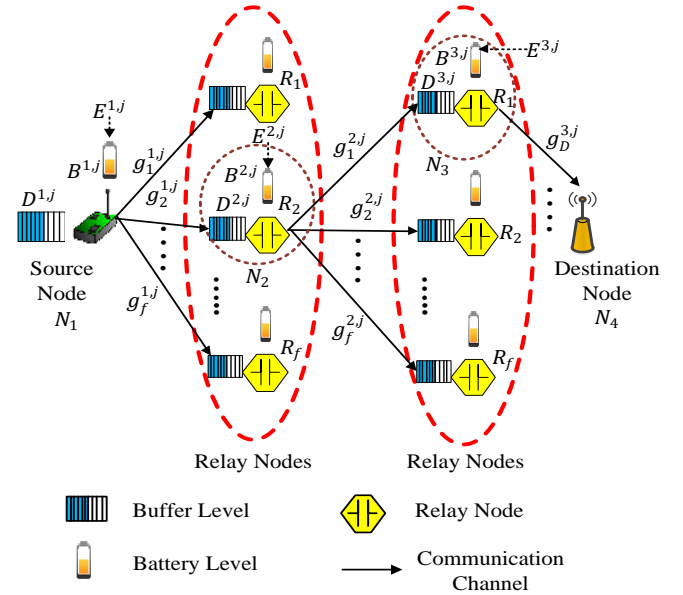 E^{1,j}
B^{1,j}
D^{1,j}
Source
Node
N_1
g_1^{1,j}
g_2^{1,j}
g_f^{1,j}
R_1
E^{2,j}
B^{2,j}
D^{2,j}
R_2
N_2
R_f
Relay Nodes
g_1^{2,j}
g_2^{2,j}
g_f^{2,j}
E^{3,j}
B^{3,j}
D^{3,j}
R_1
N_3
R_2
R_f
Relay Nodes
g_D^{3,j}
Destination
Node
N_4
Buffer Level
Relay Node
Battery Level
Communication
Channel